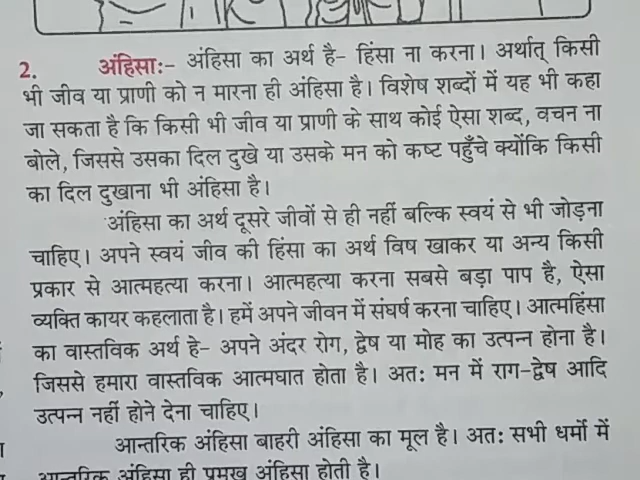 2. अंहिसाः- अंहिसा का अर्थ है- हिंसा ना करना। अर्थात् किसी
भी जीव या प्राणी को न मारना ही अंहिसा है। विशेष शब्दों में यह भी कहा
जा सकता है कि किसी भी जीव या प्राणी के साथ कोई ऐसा शब्द, वचन ना
बोले, जिससे उसका दिल दुखे या उसके मन को कष्ट पहुँचे क्योंकि किसी
का दिल दुखाना भी अंहिसा है।
अंहिसा का अर्थ दूसरे जीवों से ही नहीं बल्कि स्वयं से भी जोड़ना
चाहिए। अपने स्वयं जीव की हिंसा का अर्थ विष खाकर या अन्य किसी
प्रकार से आत्महत्या करना। आत्महत्या करना सबसे बड़ा पाप है, ऐसा
व्यक्ति कायर कहलाता है। हमें अपने जीवन में संघर्ष करना चाहिए। आत्महिंसा
का वास्तविक अर्थ हे- अपने अंदर रोग, द्वेष या मोह का उत्पन्न होना है।
जिससे हमारा वास्तविक आत्मघात होता है। अतः मन में राग-द्वेष आदि
उत्पन्न नहीं होने देना चाहिए।
आन्तरिक अंहिसा बाहरी अंहिसा का मूल है। अतः सभी धर्मो में
आन्तरिक अंहिसा ही प्रमुख अंहिसा होती है।